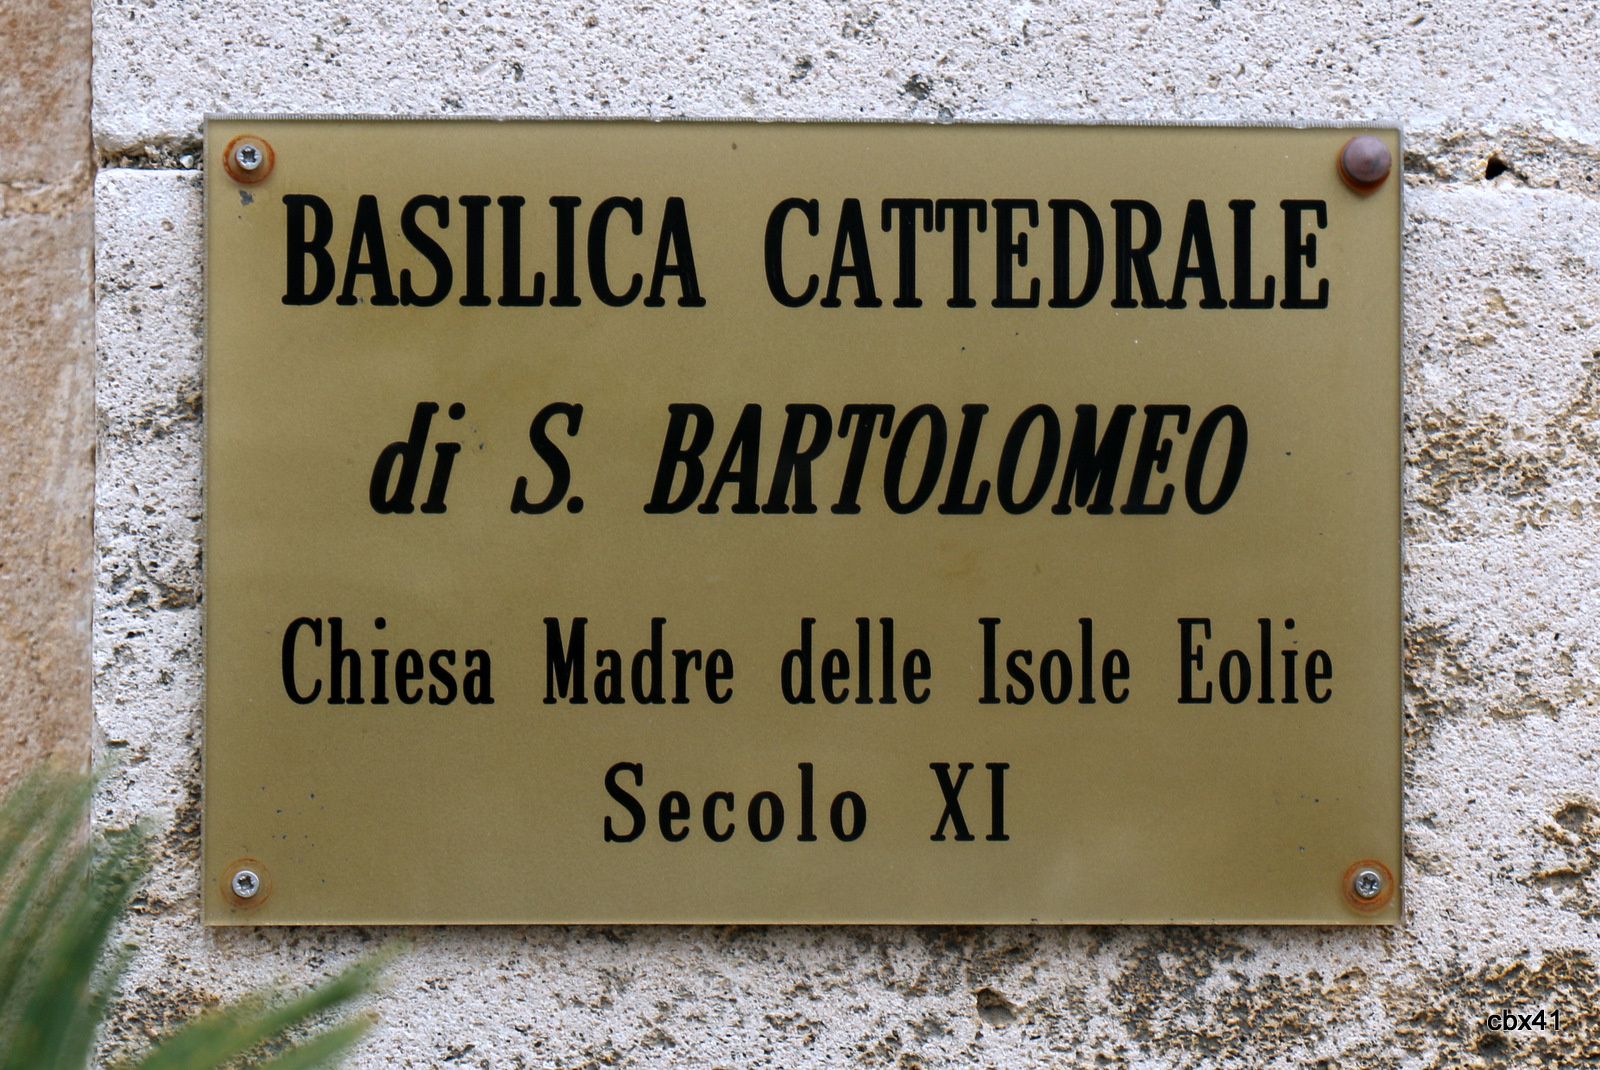 BASILICA CATTEDRALE
di S. BARTOLOMEO
Chiesa Madre delle Isole Eolie
Secolo XI
cbx41